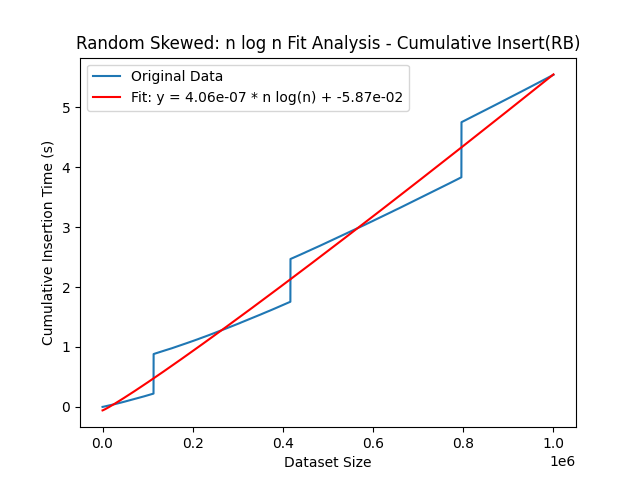 Random Skewed: n log n Fit Analysis - Cumulative Insert(RB)
Original Data
Fit: y = 4.06e-07 * n log(n) + -5.87e-02
Cumulative Insertion Time (s)
5
4
3
2
1
0
0.0 0.2 0.4 0.6 0.8 1.0
1e6
Dataset Size